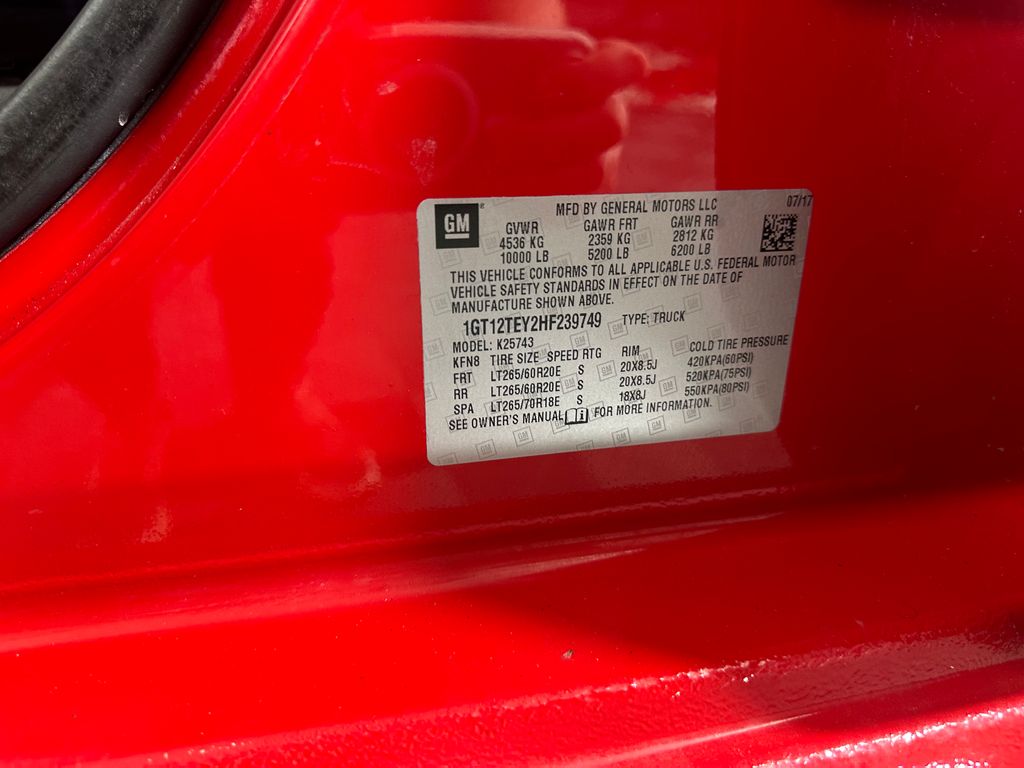 07/17
MFD BY GENERAL MOTORS LLC
GM
GVWR GAWR FRT GAWR RR
4536 KG 2359 KG 2812 KG
10000 LB 5200 LB 6200 LB
THIS VEHICLE CONFORMS TO ALL APPLICABLE U.S. FEDERAL MOTOR
VEHICLE SAFETY STANDARDS IN EFFECT ON THE DATE OF
MANUFACTURE SHOWN ABOVE.
1GT12TEY2HF239749 TYPE: TRUCK
MODEL: K25743
KFN8 TIRE SIZE SPEED RTG RIM COLD TIRE PRESSURE
FRT LT265/60R20E S 20X8.5J 420KPA(60PSI)
RR LT265/60R20E S 20X8.5J 520KPA(75PSI)
SPA LT265/70R18E S 18X8J 550KPA(80PSI)
SEE OWNER'S MANUAL FOR MORE INFORMATION.